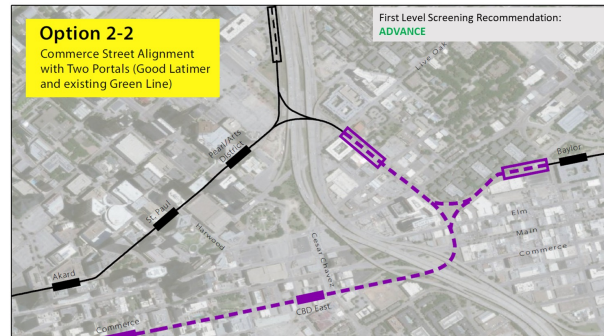 Option 2-2
Commerce Street Alignment
with Two Portals (Good Latimer
and existing Green Line)
First Level Screening Recommendation:
ADVANCE
Live Oak
Pearl/Arts
District
Baylor
St. Paul
Harwood
Elm
Main
Commerce
Cesar Chavez
Akard
CBD East
Commerce